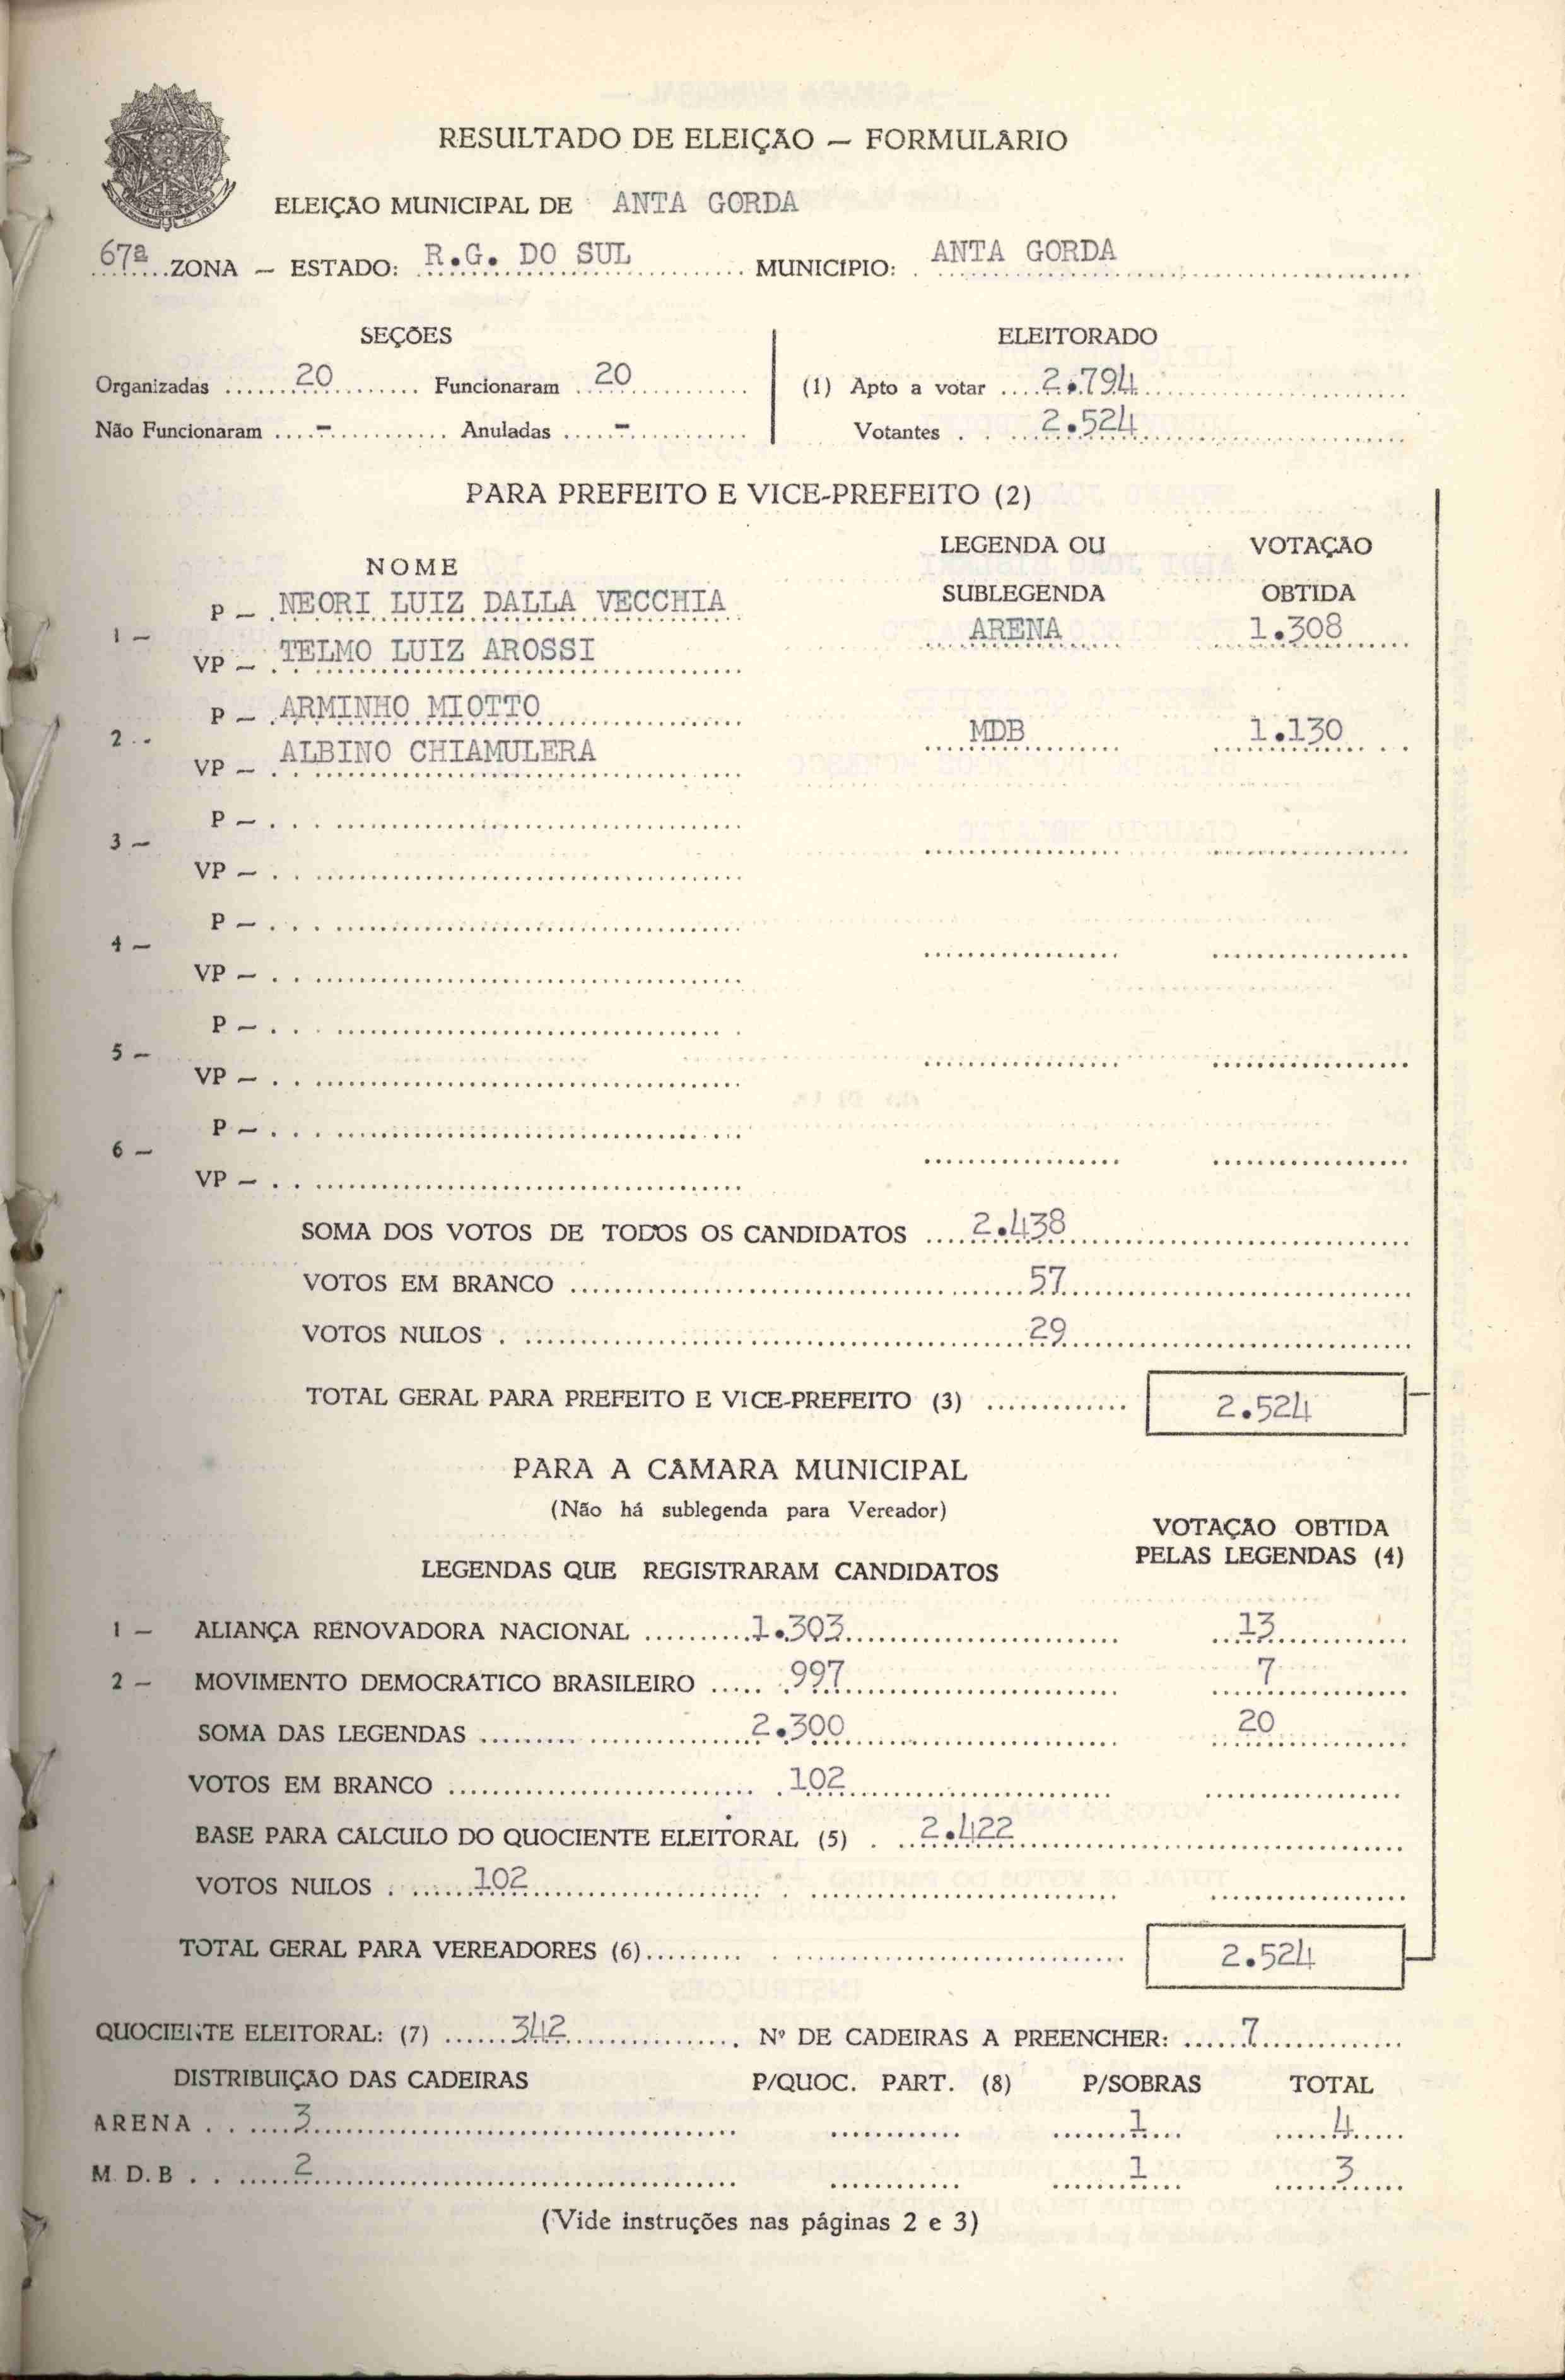 RESULTADO DE ELEIÇÃO — FORMULÁRIO
ELEIÇÃO MUNICIPAL DE ANTA GORDA
67ª ZONA — ESTADO: R.G. DO SUL MUNICÍPIO: ANTA GORDA
SEÇÕES ELEITORADO
Organizadas 20 Funcionaram 20 (1) Apto a votar 2.794
Não Funcionaram - Anuladas - Votantes 2.524
PARA PREFEITO E VICE-PREFEITO (2)
NOME LEGENDA OU SUBLEGENDA VOTAÇÃO OBTIDA
1 — P — NEORI LUIZ DALLA VECCHIA ARENA 1.308
VP — TELMO LUIZ AROSSI
2 — P — ARMINHO MIOTTO MDB 1.130
VP — ALBINO CHIAMULERA
3 — P —
VP —
4 — P —
VP —
5 — P —
VP —
6 — P —
VP —
SOMA DOS VOTOS DE TODOS OS CANDIDATOS 2.438
VOTOS EM BRANCO 57
VOTOS NULOS 29
TOTAL GERAL PARA PREFEITO E VICE-PREFEITO (3) 2.524
PARA A CÂMARA MUNICIPAL
(Não há sublegenda para Vereador)
LEGENDAS QUE REGISTRARAM CANDIDATOS VOTAÇÃO OBTIDA PELAS LEGENDAS (4)
1 — ALIANÇA RENOVADORA NACIONAL 1.303 13
2 — MOVIMENTO DEMOCRÁTICO BRASILEIRO 997 7
SOMA DAS LEGENDAS 2.300 20
VOTOS EM BRANCO 102
BASE PARA CÁLCULO DO QUOCIENTE ELEITORAL (5) 2.422
VOTOS NULOS 102
TOTAL GERAL PARA VEREADORES (6) 2.524
QUOCIENTE ELEITORAL: (7) 342 Nº DE CADEIRAS A PREENCHER: 7
DISTRIBUIÇÃO DAS CADEIRAS P/QUOC. PART. (8) P/SOBRAS TOTAL
ARENA 3 1 4
M.D.B 2 1 3
(Vide instruções nas páginas 2 e 3)